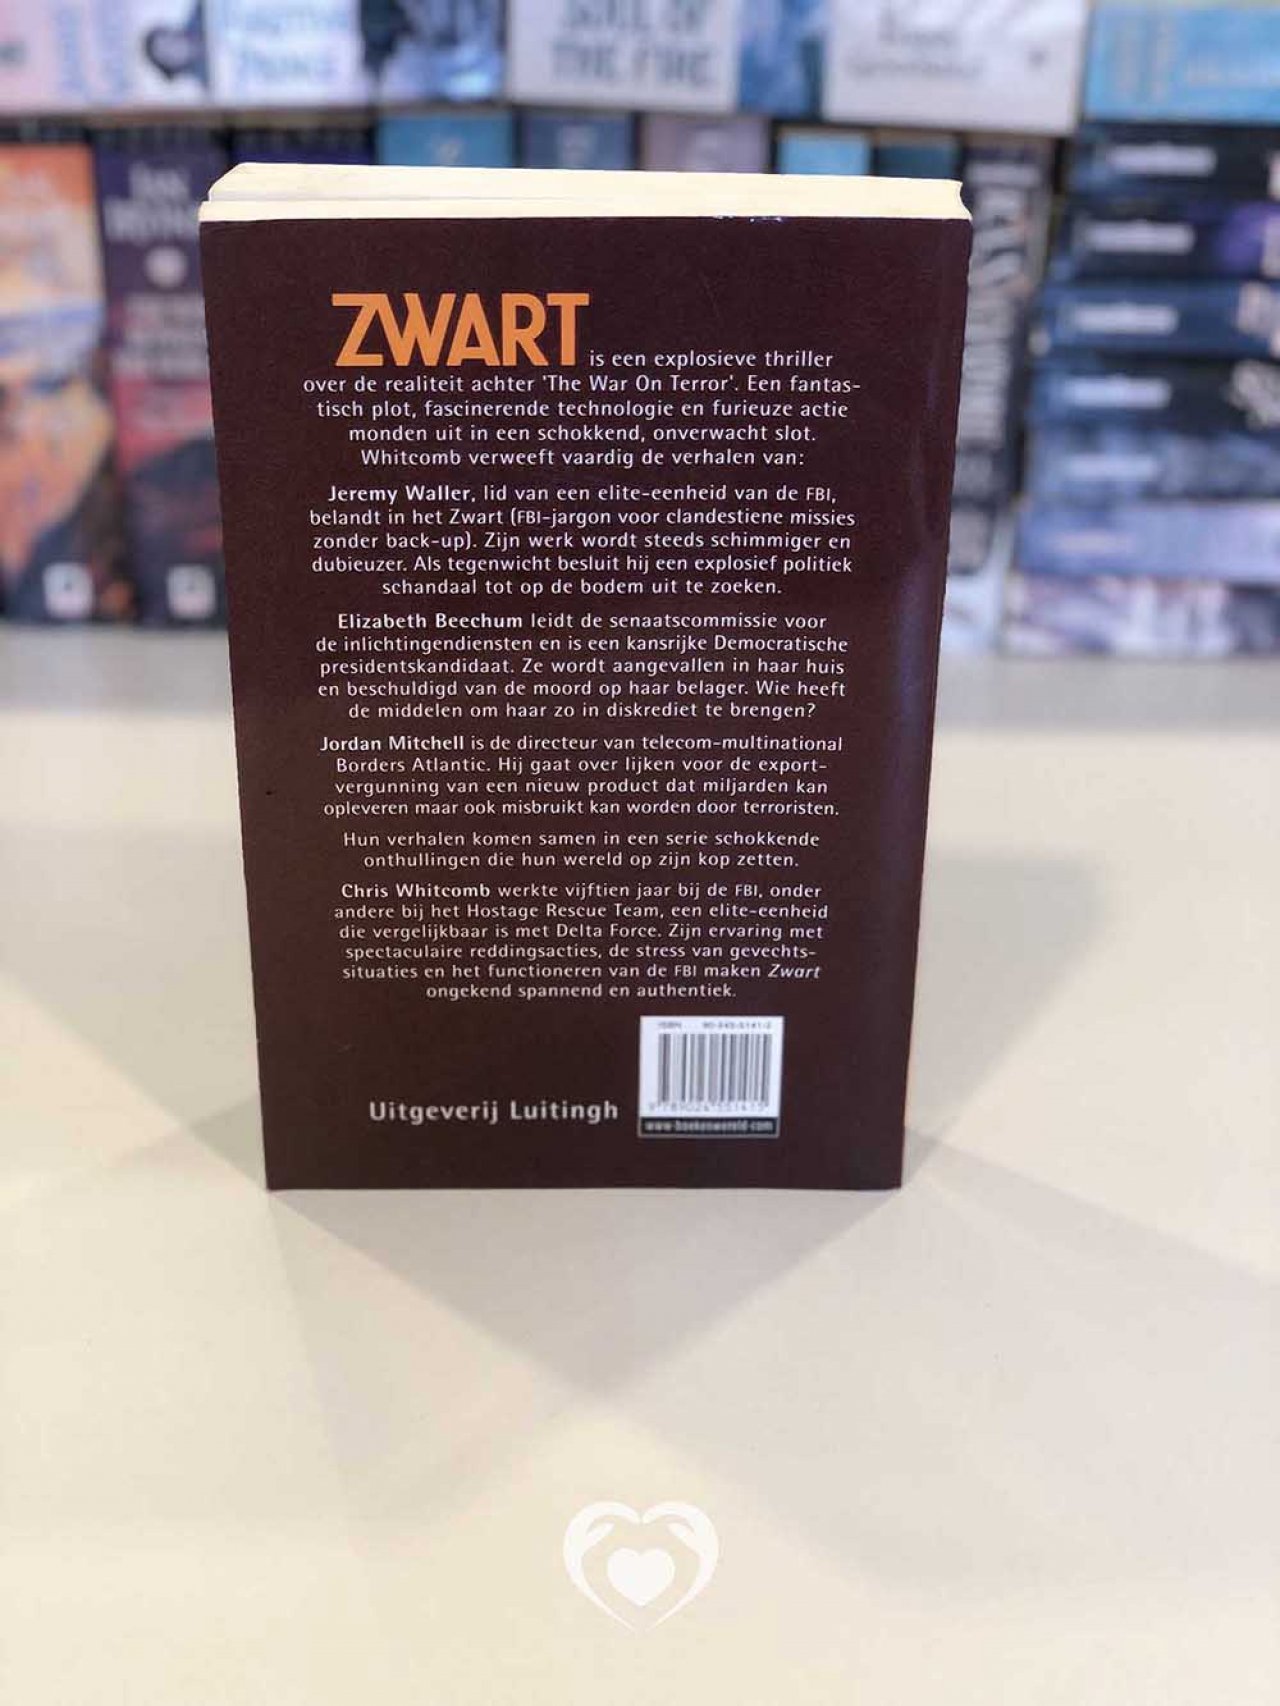 SOUL OF
THE FIRE
ZWART is een explosieve thriller
over de realiteit achter 'The War On Terror'. Een fantas-
tisch plot, fascinerende technologie en furieuze actie
monden uit in een schokkend, onverwacht slot.
Whitcomb verweeft vaardig de verhalen van:
Jeremy Waller, lid van een elite-eenheid van de FBI,
belandt in het Zwart (FBI-jargon voor clandestiene missies
zonder back-up). Zijn werk wordt steeds schimmiger en
dubieuzer. Als tegenwicht besluit hij een explosief politiek
schandaal tot op de bodem uit te zoeken.
Elizabeth Beechum leidt de senaatscommissie voor
de inlichtingendiensten en is een kansrijke Democratische
presidentskandidaat. Ze wordt aangevallen in haar huis
en beschuldigd van de moord op haar belager. Wie heeft
de middelen om haar zo in diskrediet te brengen?
Jordan Mitchell is de directeur van telecom-multinational
Borders Atlantic. Hij gaat over lijken voor de export-
vergunning van een nieuw product dat miljarden kan
opleveren maar ook misbruikt kan worden door terroristen.
Hun verhalen komen samen in een serie schokkende
onthullingen die hun wereld op zijn kop zetten.
Chris Whitcomb werkte vijftien jaar bij de FBI, onder
andere bij het Hostage Rescue Team, een elite-eenheid
die vergelijkbaar is met Delta Force. Zijn ervaring met
spectaculaire reddingsacties, de stress van gevechts-
situaties en het functioneren van de FBI maken Zwart
ongekend spannend en authentiek.
ISBN
Uitgeverij Luitingh
www.boekenwereld.com